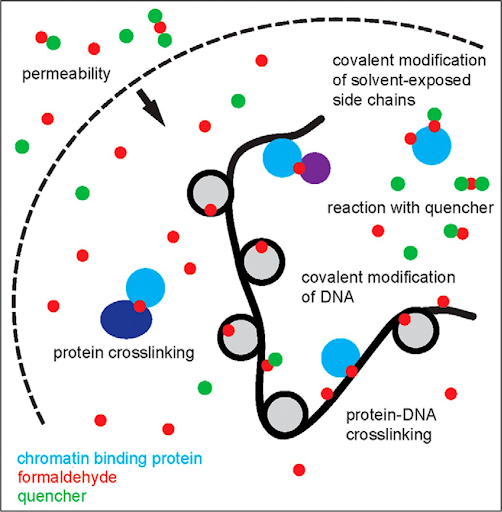 permeability
covalent modification
of solvent-exposed
side chains
reaction with quencher
covalent modification
of DNA
protein crosslinking
protein-DNA
crosslinking
chromatin binding protein
formaldehyde
quencher